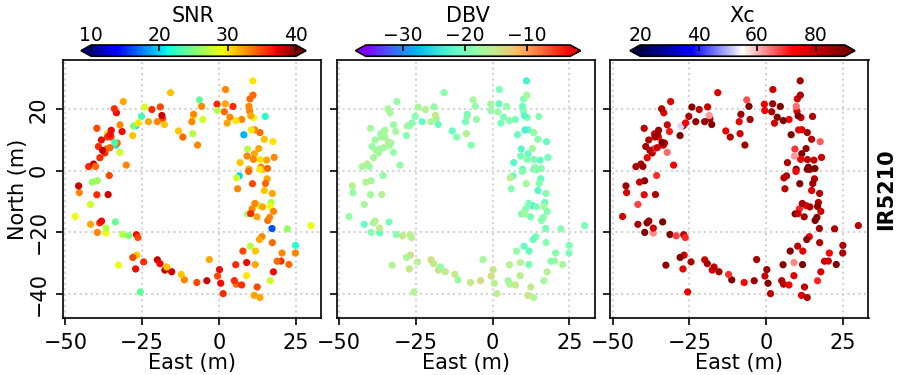 SNR DBV Xc
10 20 30 40 −30 −20 −10 20 40 60 80
20
0
−20
−40
North (m)
IR5210
−50 −25 0 25 −50 −25 0 25 −50 −25 0 25
East (m) East (m) East (m)